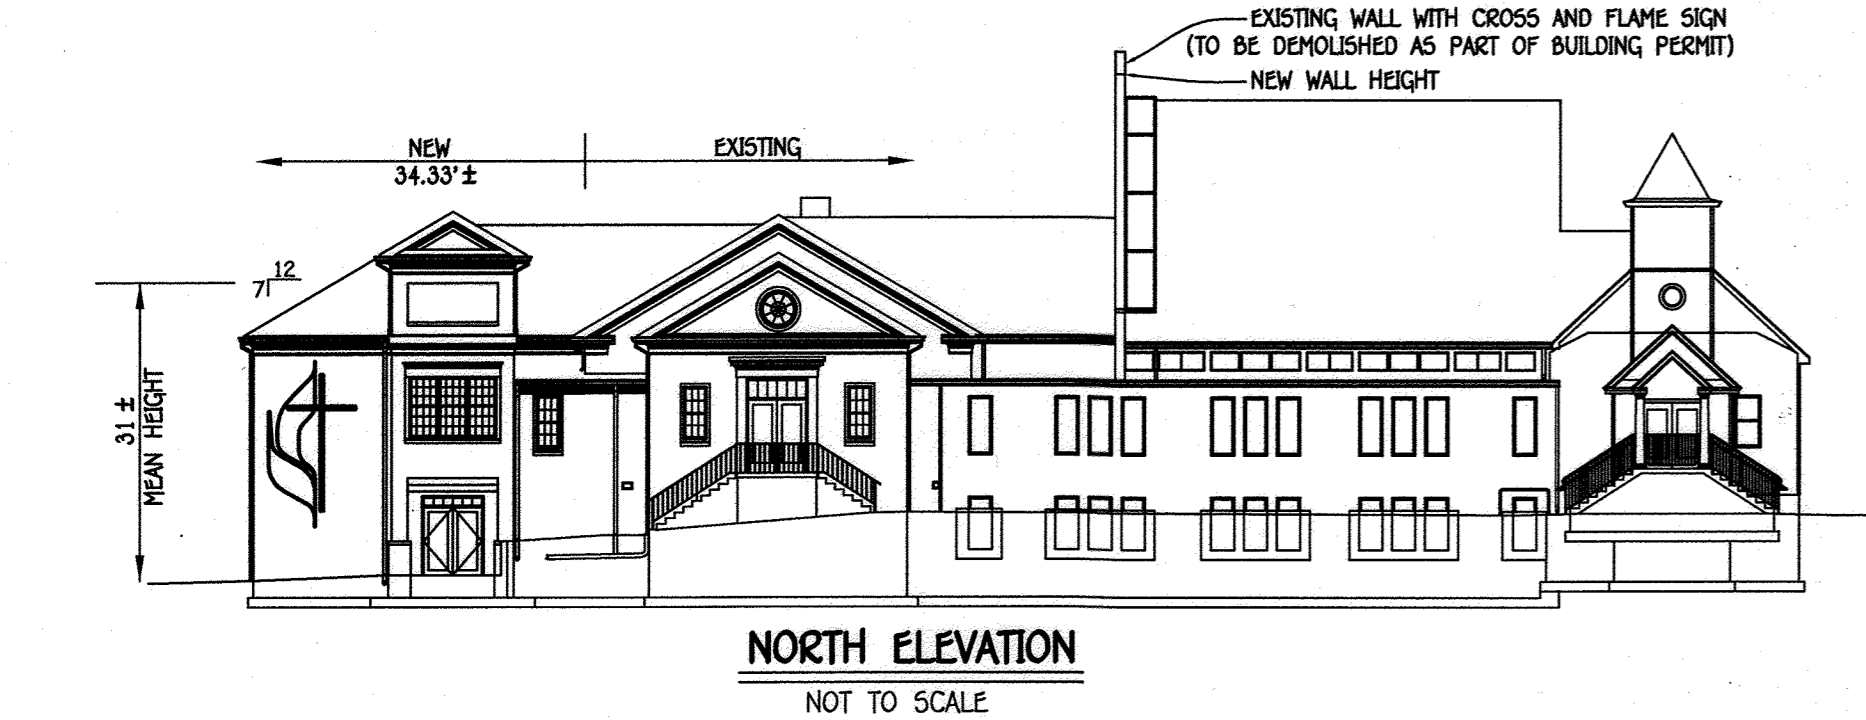 EXISTING WALL WITH CROSS AND FLAME SIGN
(TO BE DEMOLISHED AS PART OF BUILDING PERMIT)
NEW WALL HEIGHT
NEW
34.33'±
EXISTING
12
7
31±
MEAN HEIGHT
NORTH ELEVATION
NOT TO SCALE